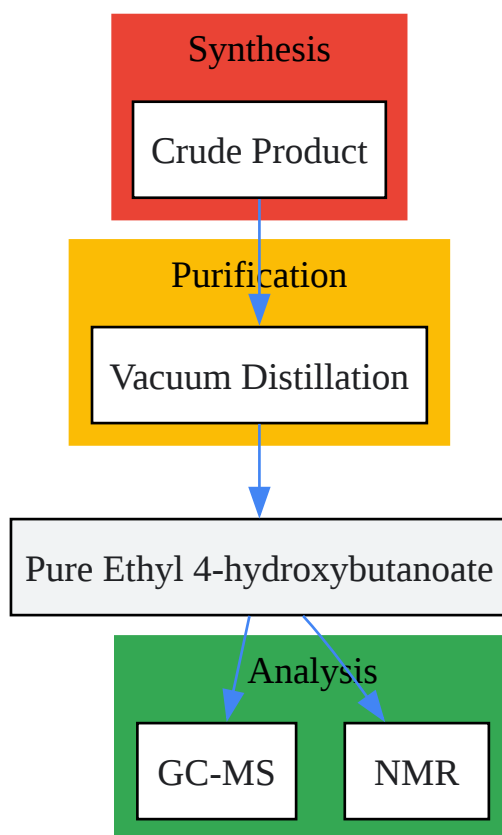 Synthesis
Crude Product
Purification
Vacuum Distillation
Pure Ethyl 4-hydroxybutanoate
Analysis
GC-MS
NMR